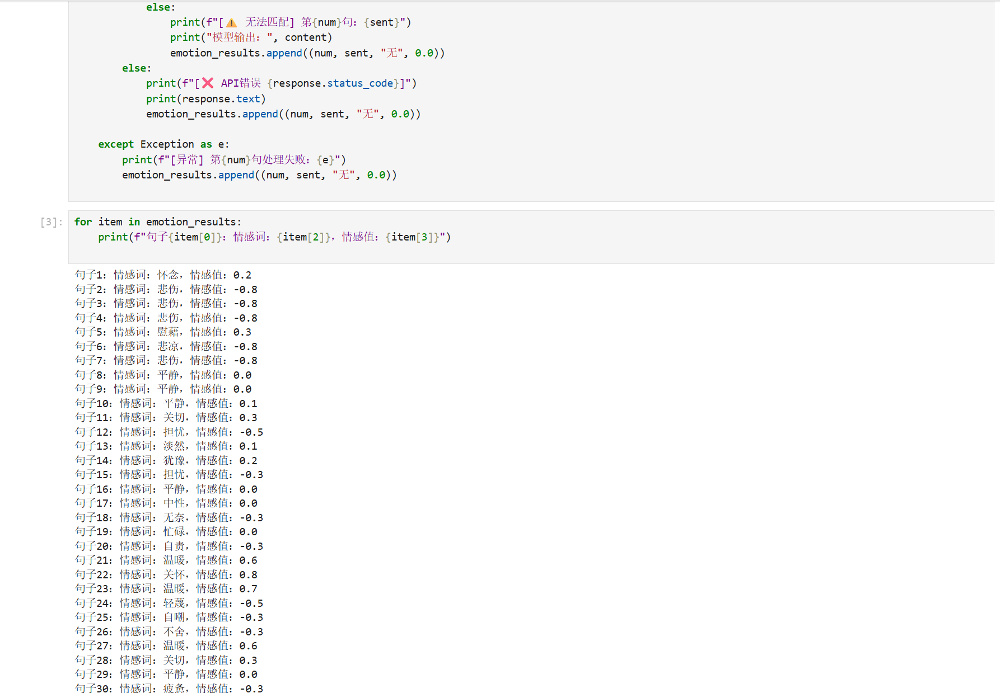 else:
            print(f"[⚠️ 无法匹配] 第{num}句：{sent}")
            print("模型输出：", content)
            emotion_results.append((num, sent, "无", 0.0))
    else:
        print(f"[❌ API错误 {response.status_code}]")
        print(response.text)
        emotion_results.append((num, sent, "无", 0.0))

except Exception as e:
    print(f"[异常] 第{num}句处理失败：{e}")
    emotion_results.append((num, sent, "无", 0.0))
[3]:
for item in emotion_results:
    print(f"句子{item[0]}：情感词：{item[2]}，情感值：{item[3]}")
句子1：情感词：怀念，情感值：0.2
句子2：情感词：悲伤，情感值：-0.8
句子3：情感词：悲伤，情感值：-0.8
句子4：情感词：悲伤，情感值：-0.8
句子5：情感词：慰藉，情感值：0.3
句子6：情感词：悲凉，情感值：-0.8
句子7：情感词：悲伤，情感值：-0.8
句子8：情感词：平静，情感值：0.0
句子9：情感词：平静，情感值：0.0
句子10：情感词：平静，情感值：0.1
句子11：情感词：关切，情感值：0.3
句子12：情感词：担忧，情感值：-0.5
句子13：情感词：淡然，情感值：0.1
句子14：情感词：犹豫，情感值：0.2
句子15：情感词：担忧，情感值：-0.3
句子16：情感词：平静，情感值：0.0
句子17：情感词：中性，情感值：0.0
句子18：情感词：无奈，情感值：-0.3
句子19：情感词：忙碌，情感值：0.0
句子20：情感词：自责，情感值：-0.3
句子21：情感词：温暖，情感值：0.6
句子22：情感词：关怀，情感值：0.8
句子23：情感词：温暖，情感值：0.7
句子24：情感词：轻蔑，情感值：-0.5
句子25：情感词：自嘲，情感值：-0.3
句子26：情感词：不舍，情感值：-0.3
句子27：情感词：温暖，情感值：0.6
句子28：情感词：关切，情感值：0.3
句子29：情感词：平静，情感值：0.0
句子30：情感词：疲惫，情感值：-0.3